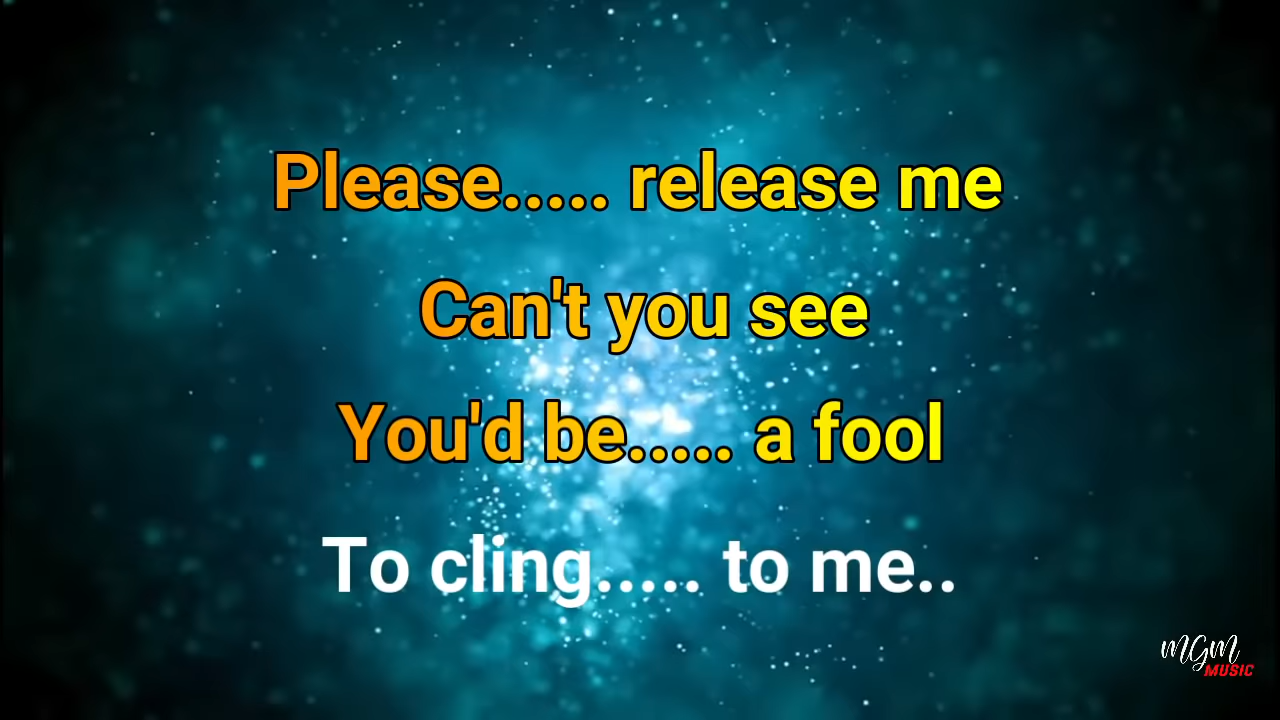 Please..... release me
Can't you see
You'd be..... a fool
To cling..... to me..
MGM
MUSIC